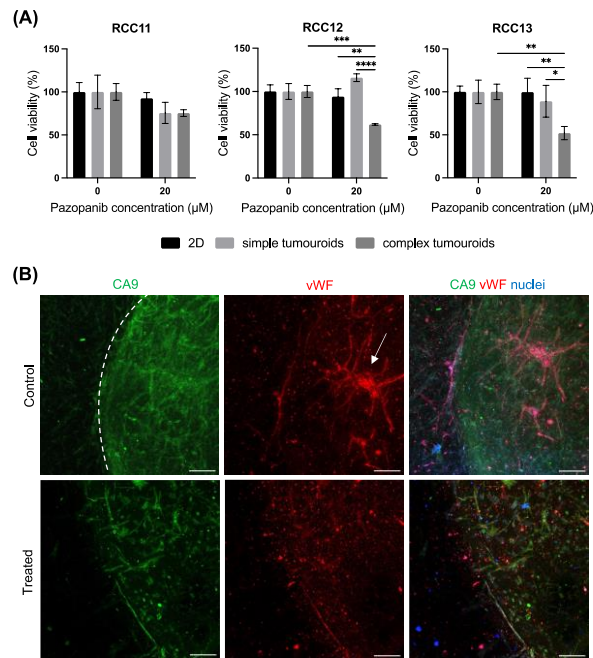 (A)
RCC11
RCC12
RCC13
***
**
****
**
**
*
150
100
50
0
Cell viability (%)
0
20
Pazopanib concentration (μM)
150
100
50
0
Cell viability (%)
0
20
Pazopanib concentration (μM)
150
100
50
0
Cell viability (%)
0
20
Pazopanib concentration (μM)
2D
simple tumouroids
complex tumouroids
(B)
CA9
vWF
CA9 vWF nuclei
Control
Treated